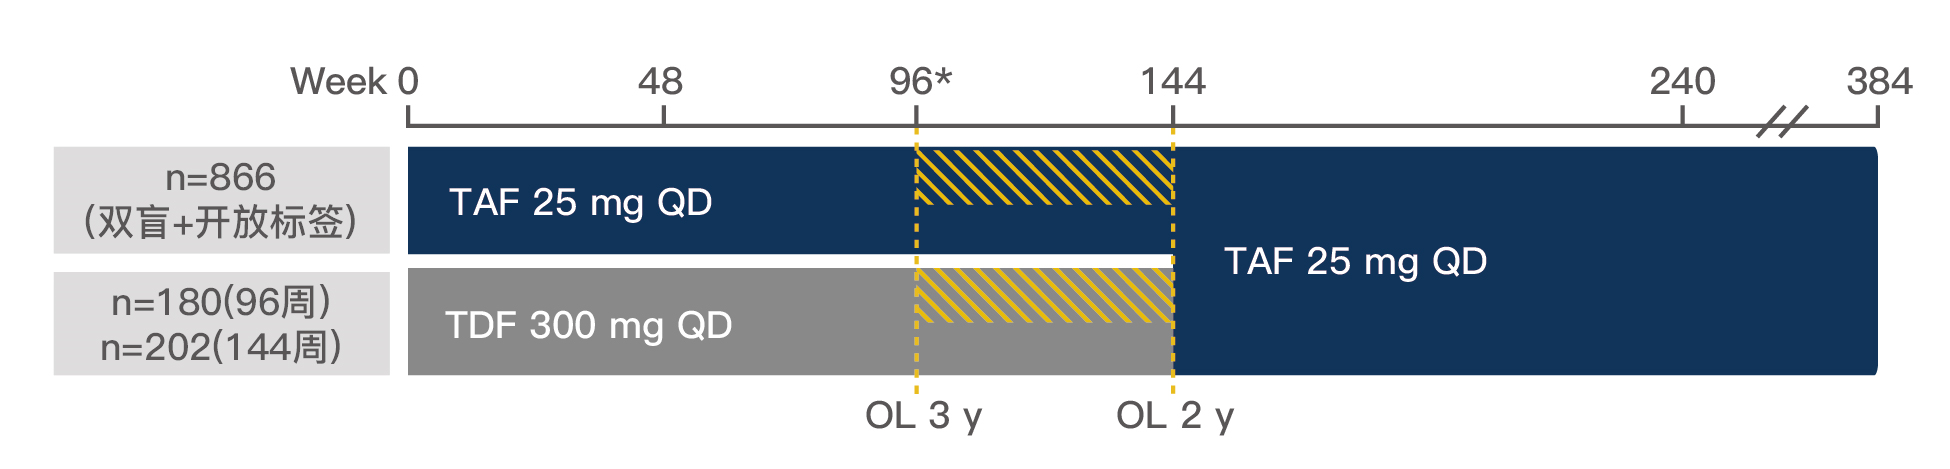 Week 0 48 96* 144 240 384
n=866
(双盲+开放标签)
TAF 25 mg QD
TAF 25 mg QD
n=180(96周)
n=202(144周)
TDF 300 mg QD
OL 3 y OL 2 y